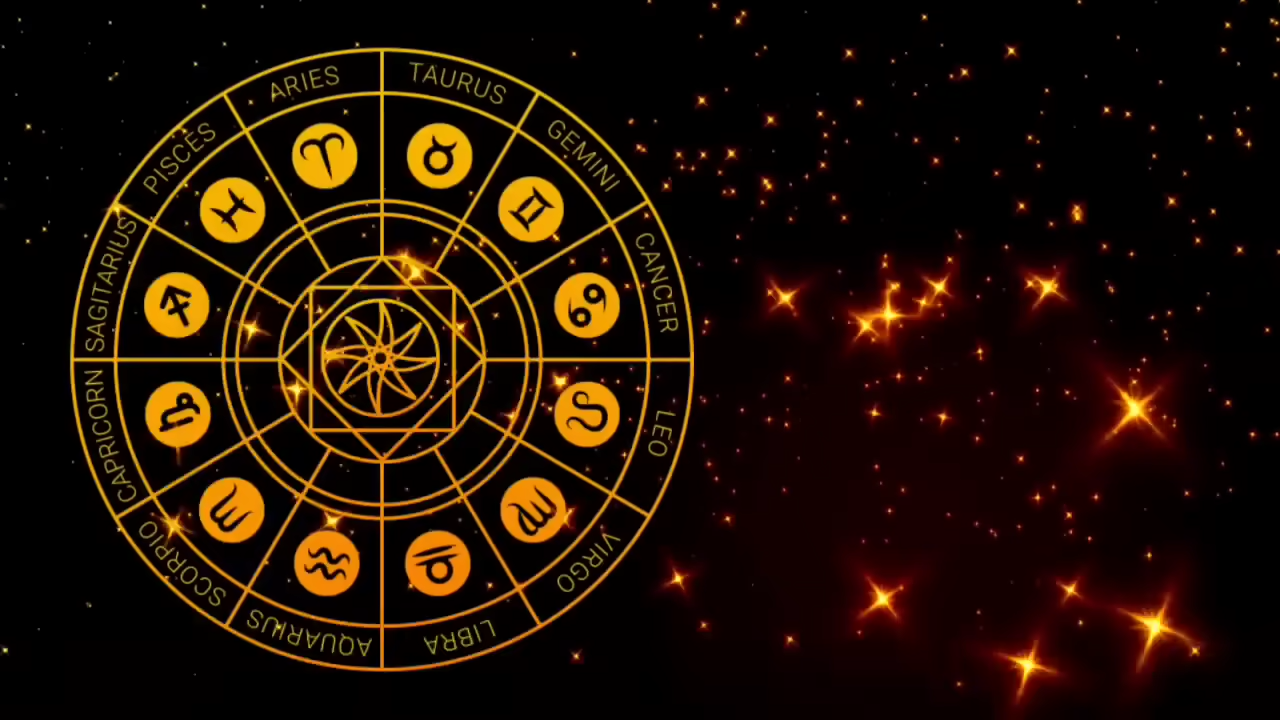 ARIES
TAURUS
GEMINI
CANCER
LEO
VIRGO
LIBRA
AQUARIUS
SCORPIO
CAPRICORN
SAGITARIUS
PISCES